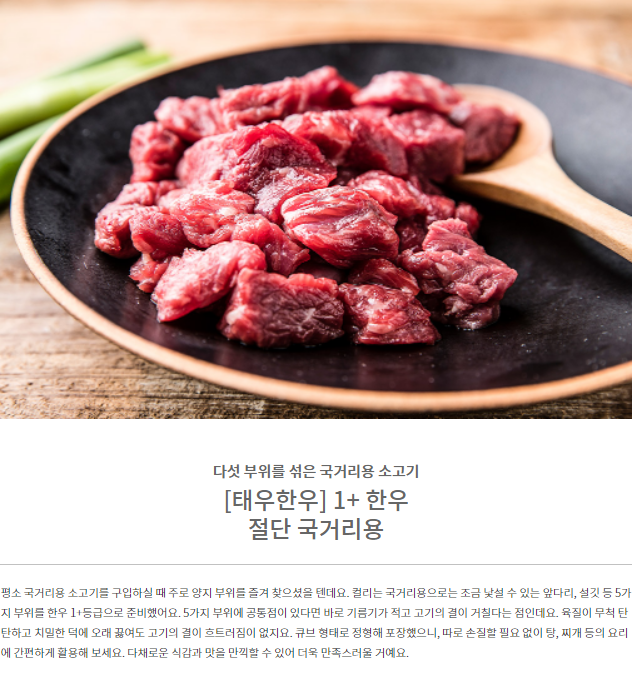 다섯 부위를 섞은 국거리용 소고기
[태우한우] 1+ 한우
절단 국거리용
평소 국거리용 소고기를 구입하실 때 주로 양지 부위를 즐겨 찾으셨을 텐데요. 컬리는 국거리용으로는 조금 낯설 수 있는 앞다리, 설깃 등 5가
지 부위를 한우 1+등급으로 준비했어요. 5가지 부위에 공통점이 있다면 바로 기름기가 적고 고기의 결이 거칠다는 점인데요. 육질이 무척 탄
탄하고 치밀한 덕에 오래 끓여도 고기의 결이 흐트러짐이 없지요. 큐브 형태로 정형해 포장했으니, 따로 손질할 필요 없이 탕, 찌개 등의 요리
에 간편하게 활용해 보세요. 다채로운 식감과 맛을 만끽할 수 있어 더욱 만족스러울 거예요.